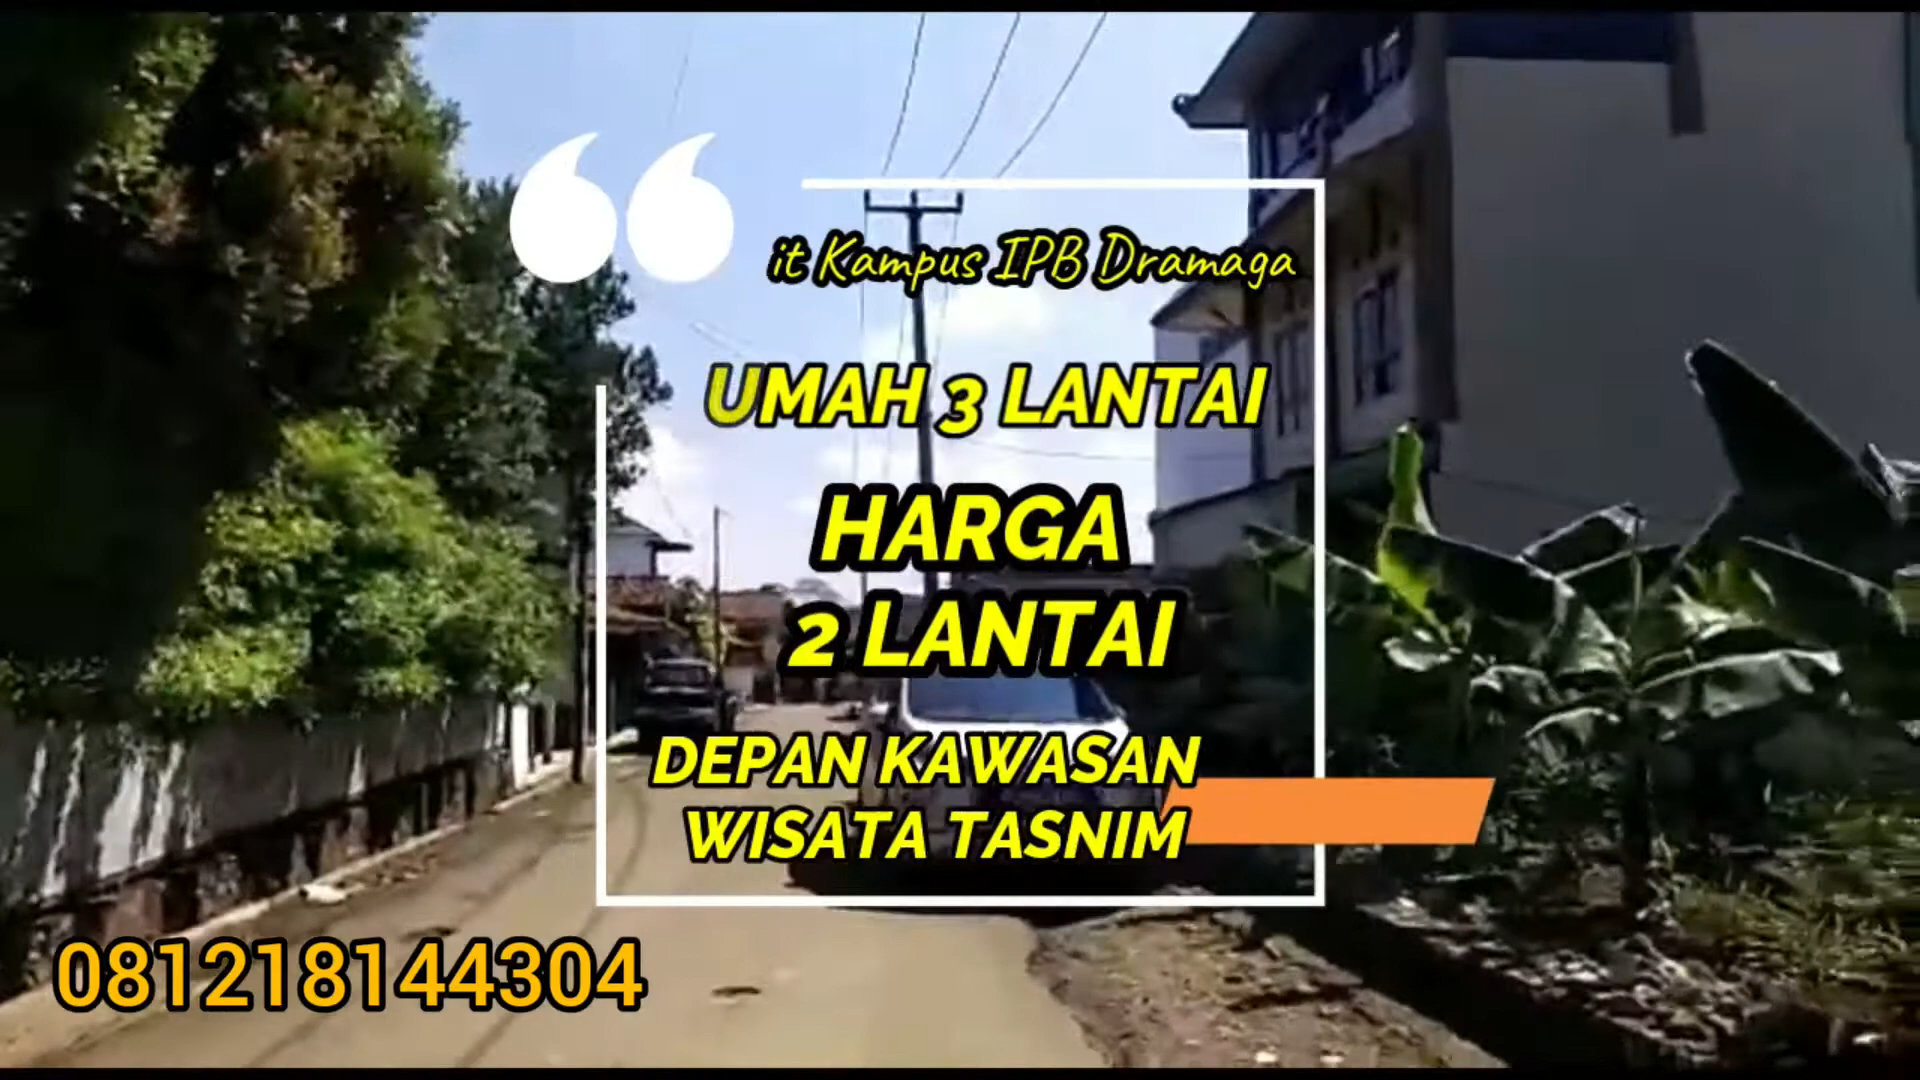 it Kampus IPB Dramaga
UMAH 3 LANTAI
HARGA
2 LANTAI
DEPAN KAWASAN
WISATA TASNIM
081218144304